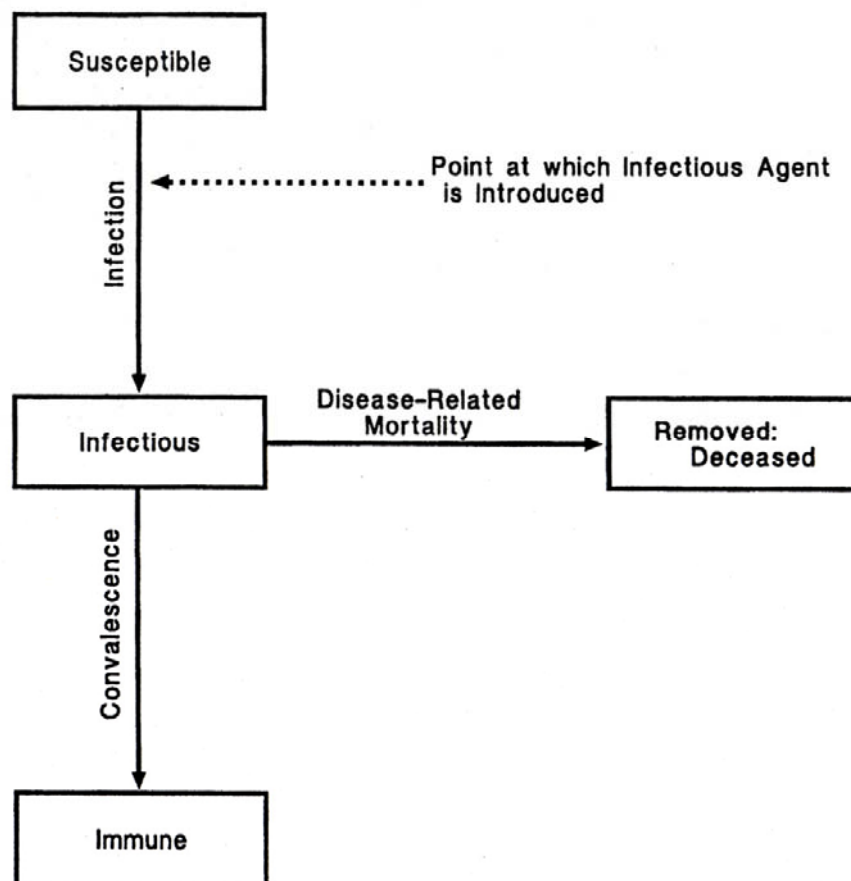 Susceptible
Point at which Infectious Agent
is Introduced
Infection
Disease-Related
Mortality
Infectious
Removed:
Deceased
Convalescence
Immune